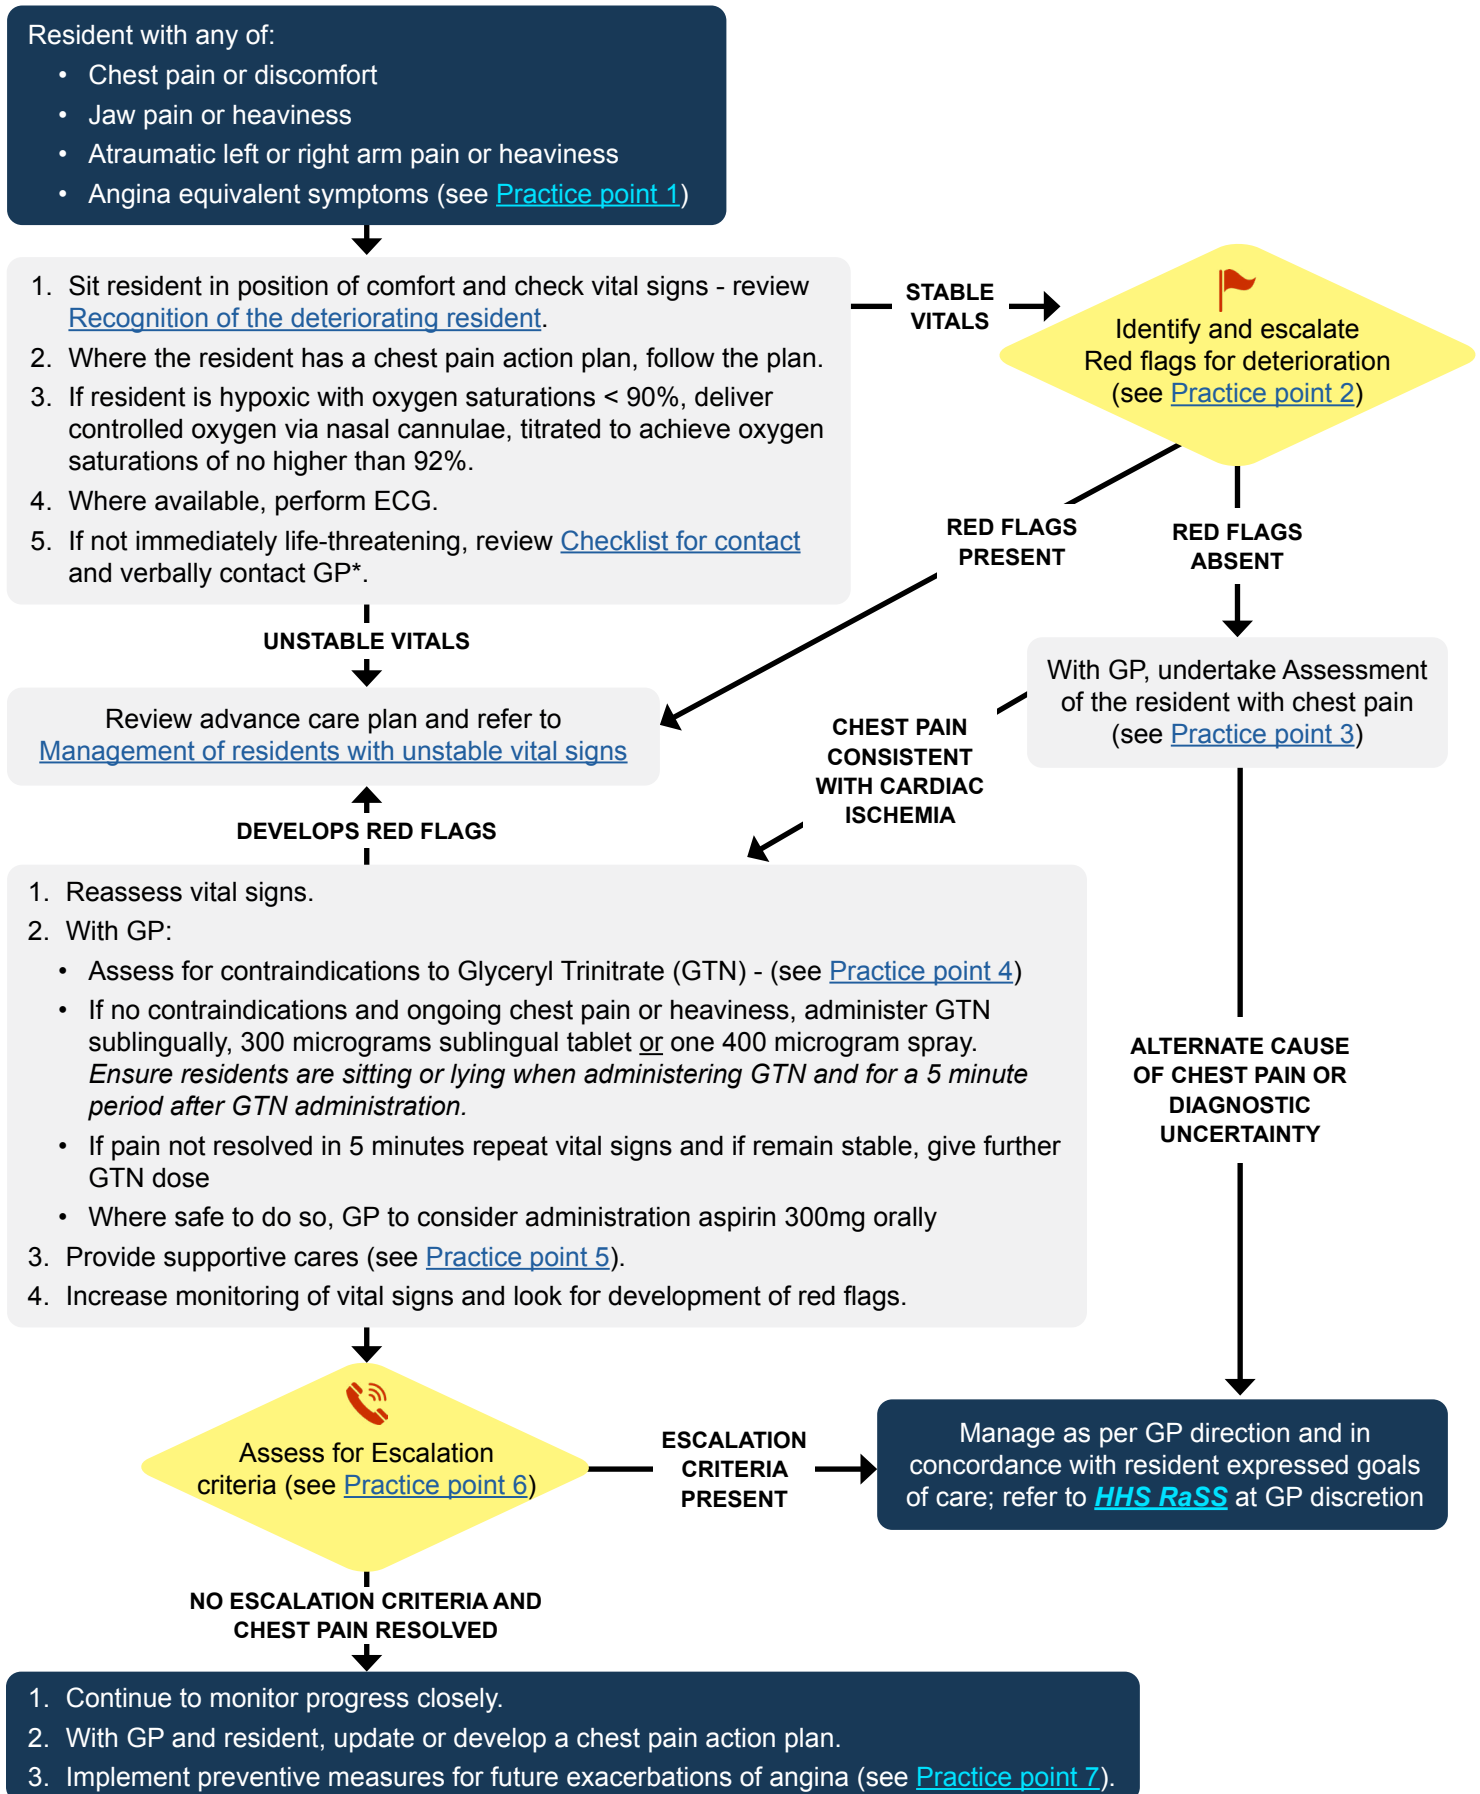 Resident with any of:
• Chest pain or discomfort
• Jaw pain or heaviness
• Atraumatic left or right arm pain or heaviness
• Angina equivalent symptoms (see Practice point 1)
1. Sit resident in position of comfort and check vital signs - review
Recognition of the deteriorating resident.
2. Where the resident has a chest pain action plan, follow the plan.
3. If resident is hypoxic with oxygen saturations < 90%, deliver
controlled oxygen via nasal cannulae, titrated to achieve oxygen
saturations of no higher than 92%.
4. Where available, perform ECG.
5. If not immediately life-threatening, review Checklist for contact
and verbally contact GP*.
STABLE
VITALS
Identify and escalate
Red flags for deterioration
(see Practice point 2)
RED FLAGS
PRESENT
RED FLAGS
ABSENT
UNSTABLE VITALS
Review advance care plan and refer to
Management of residents with unstable vital signs
With GP, undertake Assessment
of the resident with chest pain
(see Practice point 3)
CHEST PAIN
CONSISTENT
WITH CARDIAC
ISCHEMIA
DEVELOPS RED FLAGS
1. Reassess vital signs.
2. With GP:
• Assess for contraindications to Glyceryl Trinitrate (GTN) - (see Practice point 4)
• If no contraindications and ongoing chest pain or heaviness, administer GTN
sublingually, 300 micrograms sublingual tablet or one 400 microgram spray.
Ensure residents are sitting or lying when administering GTN and for a 5 minute
period after GTN administration.
• If pain not resolved in 5 minutes repeat vital signs and if remain stable, give further
GTN dose
• Where safe to do so, GP to consider administration aspirin 300mg orally
3. Provide supportive cares (see Practice point 5).
4. Increase monitoring of vital signs and look for development of red flags.
ALTERNATE CAUSE
OF CHEST PAIN OR
DIAGNOSTIC
UNCERTAINTY
Assess for Escalation
criteria (see Practice point 6)
ESCALATION
CRITERIA
PRESENT
Manage as per GP direction and in
concordance with resident expressed goals
of care; refer to HHS RaSS at GP discretion
NO ESCALATION CRITERIA AND
CHEST PAIN RESOLVED
1. Continue to monitor progress closely.
2. With GP and resident, update or develop a chest pain action plan.
3. Implement preventive measures for future exacerbations of angina (see Practice point 7).